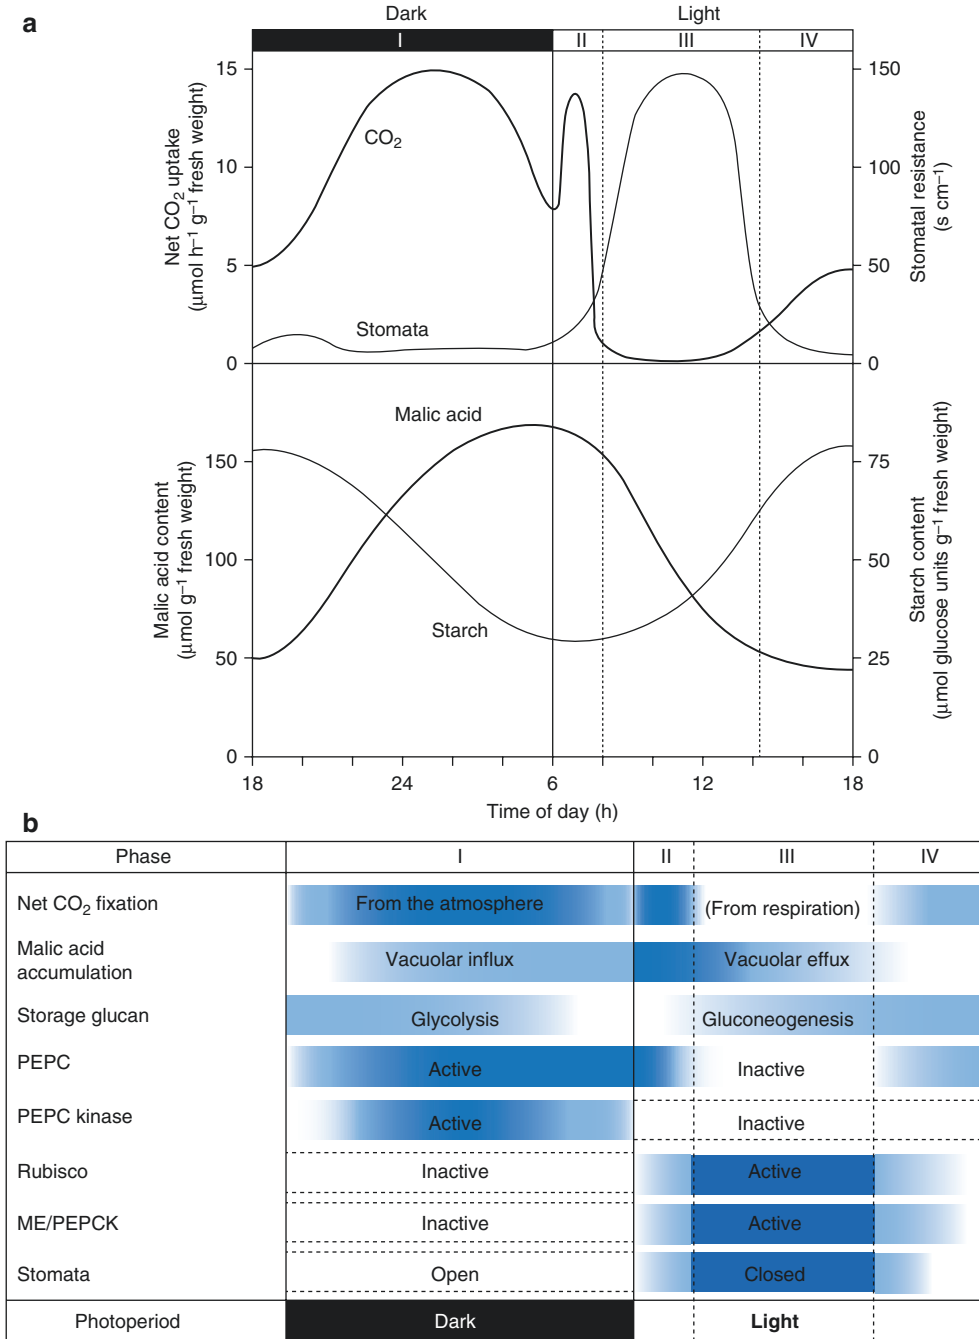 a
Dark Light
I II III IV
Net CO₂ uptake
(μmol h⁻¹ g⁻¹ fresh weight)
15
10
5
0
CO₂
Stomata
150
100
50
0
Stomatal resistance
(s cm⁻¹)
Malic acid content
(μmol g⁻¹ fresh weight)
150
100
50
0
Malic acid
Starch
75
50
25
0
Starch content
(μmol glucose units g⁻¹ fresh weight)
18 24 6 12 18
Time of day (h)
b
Phase I II III IV
Net CO₂ fixation From the atmosphere (From respiration)
Malic acid
accumulation Vacuolar influx Vacuolar effux
Storage glucan Glycolysis Gluconeogenesis
PEPC Active Inactive
PEPC kinase Active Inactive
Rubisco Inactive Active
ME/PEPCK Inactive Active
Stomata Open Closed
Photoperiod Dark Light